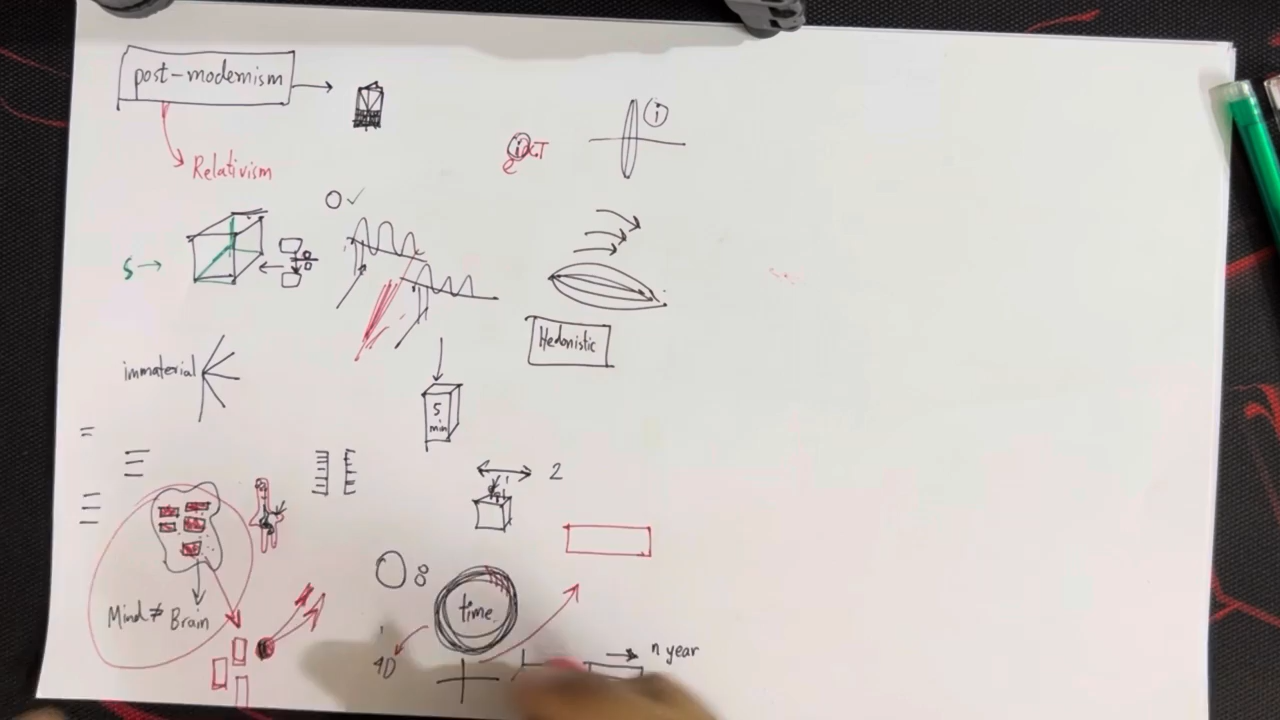 post-modernism
Relativism
i
S →
immaterial
Hedonistic
5
min
2
Mind ≠ Brain
time
4D
n year